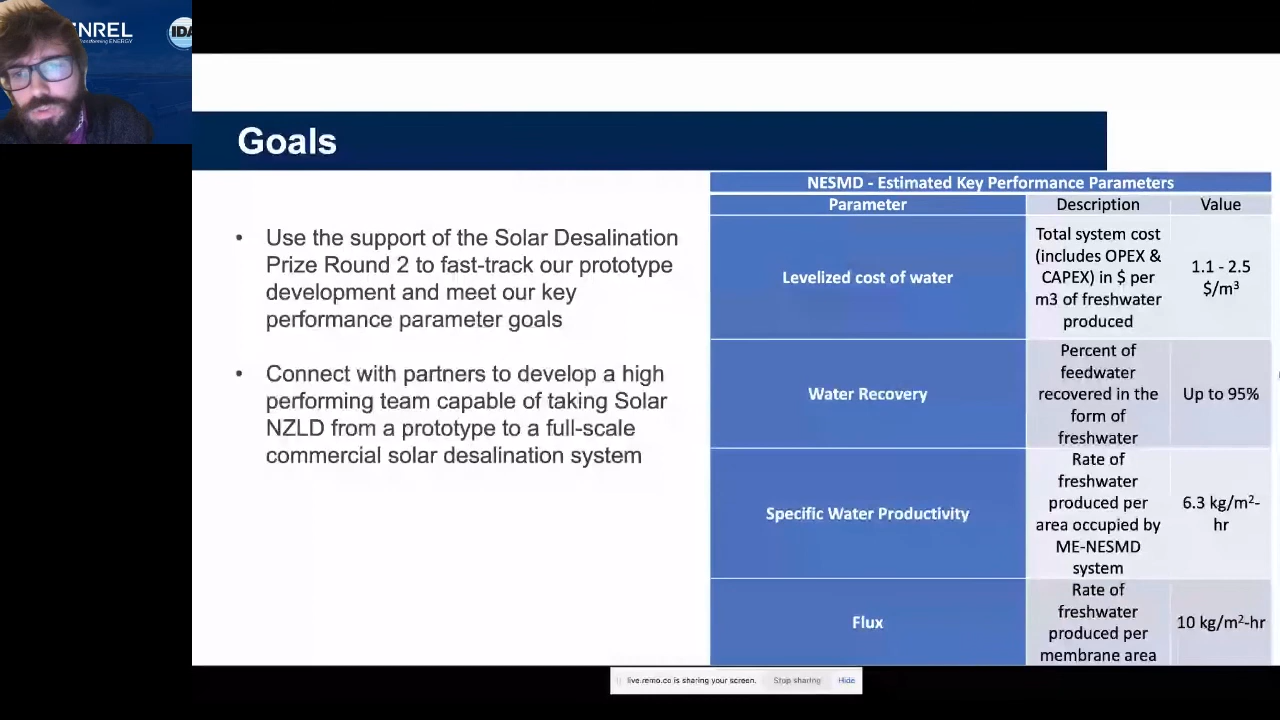 NREL
Transforming ENERGY
IDA
Goals
• Use the support of the Solar Desalination
Prize Round 2 to fast-track our prototype
development and meet our key
performance parameter goals
• Connect with partners to develop a high
performing team capable of taking Solar
NZLD from a prototype to a full-scale
commercial solar desalination system
NESMD - Estimated Key Performance Parameters
Parameter
Description
Value
Levelized cost of water
Total system cost
(includes OPEX &
CAPEX) in $ per
m3 of freshwater
produced
1.1 - 2.5
$/m³
Water Recovery
Percent of
feedwater
recovered in the
form of
freshwater
Up to 95%
Specific Water Productivity
Rate of
freshwater
produced per
area occupied by
ME-NESMD
system
6.3 kg/m²-
hr
Flux
Rate of
freshwater
produced per
membrane area
10 kg/m²-hr
live.remo.co is sharing your screen.
Stop sharing
Hide